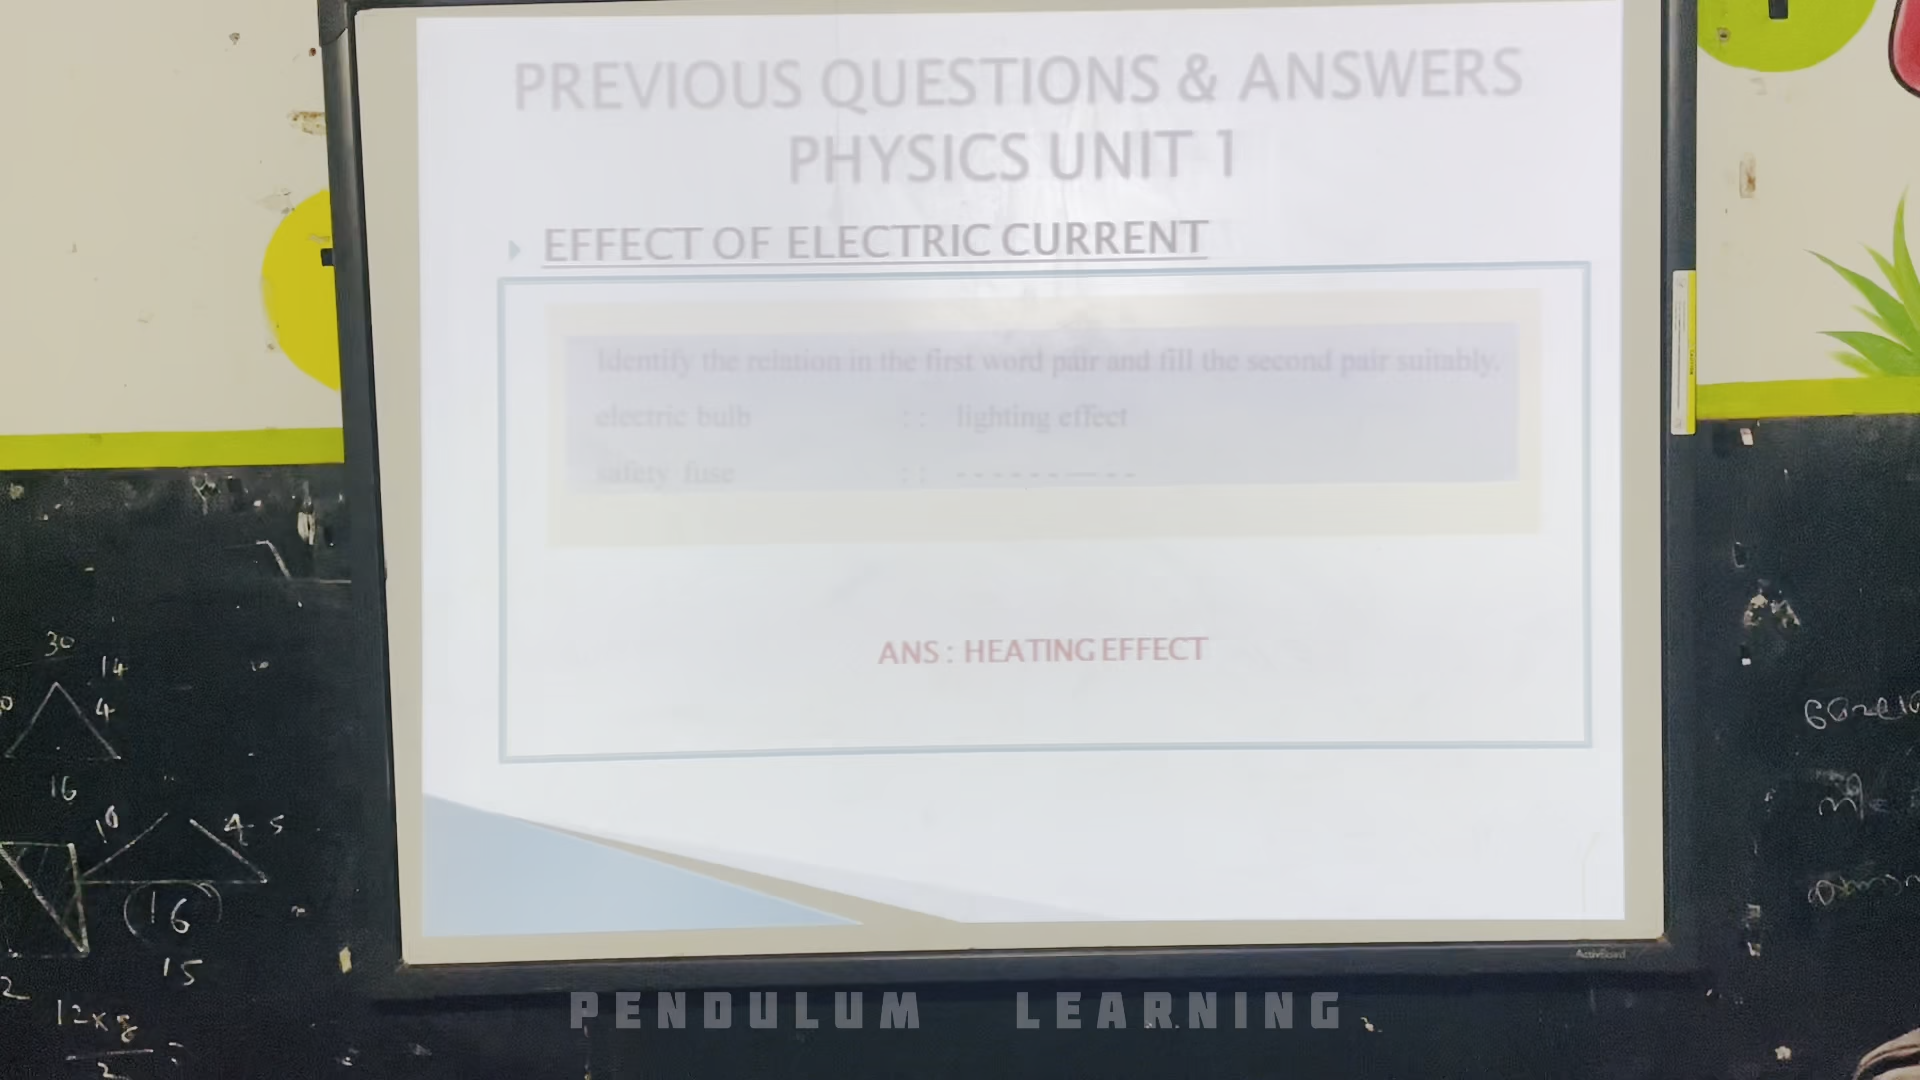 PREVIOUS QUESTIONS & ANSWERS
PHYSICS UNIT 1
EFFECT OF ELECTRIC CURRENT
Identify the relation in the first word pair and fill the second pair suitably.
electric bulb : : lighting effect
safety fuse : : - - - - - - — - -
ANS : HEATING EFFECT
ActivBoard
PENDULUM LEARNING
30
14
4
16
10
4-5
16
15
12x8
2